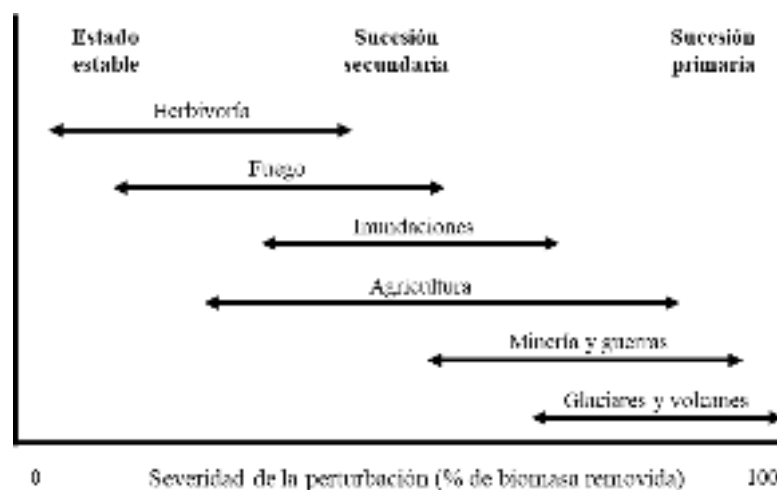 Estado
estable
Sucesión
secundaria
Sucesión
primaria
Herbivoría
Fuego
Inundaciones
Agricultura
Minería y guerras
Glaciares y volcanes
0 Severidad de la perturbación (% de biomasa removida) 100